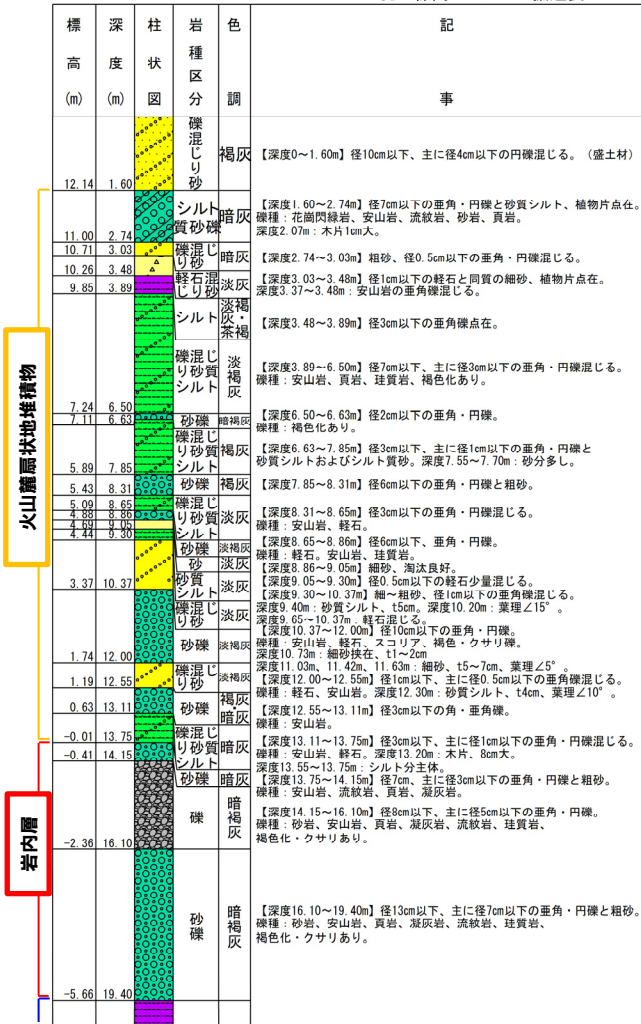 標高(m)
深度(m)
柱状図
岩種区分
色調
記事
火山麓扇状地堆積物
岩内層
12.14 1.60
11.00 2.74
10.71 3.03
10.26 3.48
9.85 3.89
7.24 6.50
7.11 6.63
5.89 7.85
5.43 8.31
5.09 8.65
4.88 8.86
4.69 9.05
4.44 9.30
3.37 10.37
1.74 12.00
1.19 12.55
0.63 13.11
-0.01 13.75
-0.41 14.15
-2.36 16.10
-5.66 19.40
礫混じり砂
シルト質砂礫
礫混じり砂
軽石混じり砂
シルト
礫混じり砂質シルト
砂礫
礫混じり砂質シルト
砂礫
礫混じり砂質シルト
砂礫
砂
砂質シルト
礫混じり砂
砂礫
礫混じり砂
砂礫
礫混じり砂質シルト
砂礫
礫
砂礫
褐灰
暗灰
暗灰
淡灰
淡褐灰・茶褐
淡褐灰
暗褐灰
褐灰
褐灰
淡灰
淡褐灰
淡灰
淡灰
淡灰
淡褐灰
淡褐灰
褐灰・暗灰
暗灰
暗灰
暗褐灰
暗褐灰
【深度0～1.60m】径10cm以下、主に径4cm以下の円礫混じる。（盛土材）
【深度1.60～2.74m】径7cm以下の亜角・円礫と砂質シルト、植物片点在。
礫種：花崗閃緑岩、安山岩、流紋岩、砂岩、頁岩。
深度2.07m：木片1cm大。
【深度2.74～3.03m】粗砂、径0.5cm以下の亜角・円礫混じる。
【深度3.03～3.48m】径1cm以下の軽石と同質の細砂、植物片点在。
深度3.37～3.48m：安山岩の亜角礫混じる。
【深度3.48～3.89m】径3cm以下の亜角礫点在。
【深度3.89～6.50m】径7cm以下、主に径3cm以下の亜角・円礫混じる。
礫種：安山岩、頁岩、珪質岩、褐色化あり。
【深度6.50～6.63m】径2cm以下の亜角・円礫。
礫種：褐色化あり。
【深度6.63～7.85m】径3cm以下、主に径1cm以下の亜角・円礫と
砂質シルトおよびシルト質砂。深度7.55～7.70m：砂分多し。
【深度7.85～8.31m】径6cm以下の亜角・円礫と粗砂。
【深度8.31～8.65m】径3cm以下の亜角・円礫混じる。
礫種：安山岩、軽石。
【深度8.65～8.86m】径6cm以下、亜角・円礫。
礫種：軽石。安山岩、珪質岩。
【深度8.86～9.05m】細砂、淘汰良好。
【深度9.05～9.30m】径0.5cm以下の軽石少量混じる。
【深度9.30～10.37m】細～粗砂、径1cm以下の亜角礫混じる。
深度9.40m：砂質シルト、t5cm。深度10.20m：葉理∠15°。
深度9.65～10.37m：軽石混じる。
【深度10.37～12.00m】径10cm以下の亜角・円礫。
礫種：安山岩、軽石、スコリア、褐色・クサリ礫。
深度10.73m：細砂挟在、t1～2cm
深度11.03m、11.42m、11.63m：細砂、t5～7cm、葉理∠5°。
【深度12.00～12.55m】径1cm以下、主に径0.5cm以下の亜角礫混じる。
礫種：軽石、安山岩。深度12.30m：砂質シルト、t4cm、葉理∠10°。
【深度12.55～13.11m】径3cm以下の角・亜角礫。
礫種：安山岩。
【深度13.11～13.75m】径3cm以下、主に径1cm以下の亜角・円礫混じる。
礫種：安山岩、軽石。深度13.20m：木片、8cm大。
深度13.55～13.75m：シルト分主体。
【深度13.75～14.15m】径7cm、主に径3cm以下の亜角・円礫と粗砂。
礫種：安山岩、流紋岩、頁岩、凝灰岩。
【深度14.15～16.10m】径8cm以下、主に径5cm以下の亜角・円礫。
礫種：砂岩、安山岩、頁岩、凝灰岩、流紋岩、珪質岩、
褐色化・クサリあり。
【深度16.10～19.40m】径13cm以下、主に径7cm以下の亜角・円礫と粗砂。
礫種：砂岩、安山岩、頁岩、凝灰岩、流紋岩、珪質岩、
褐色化・クサリあり。